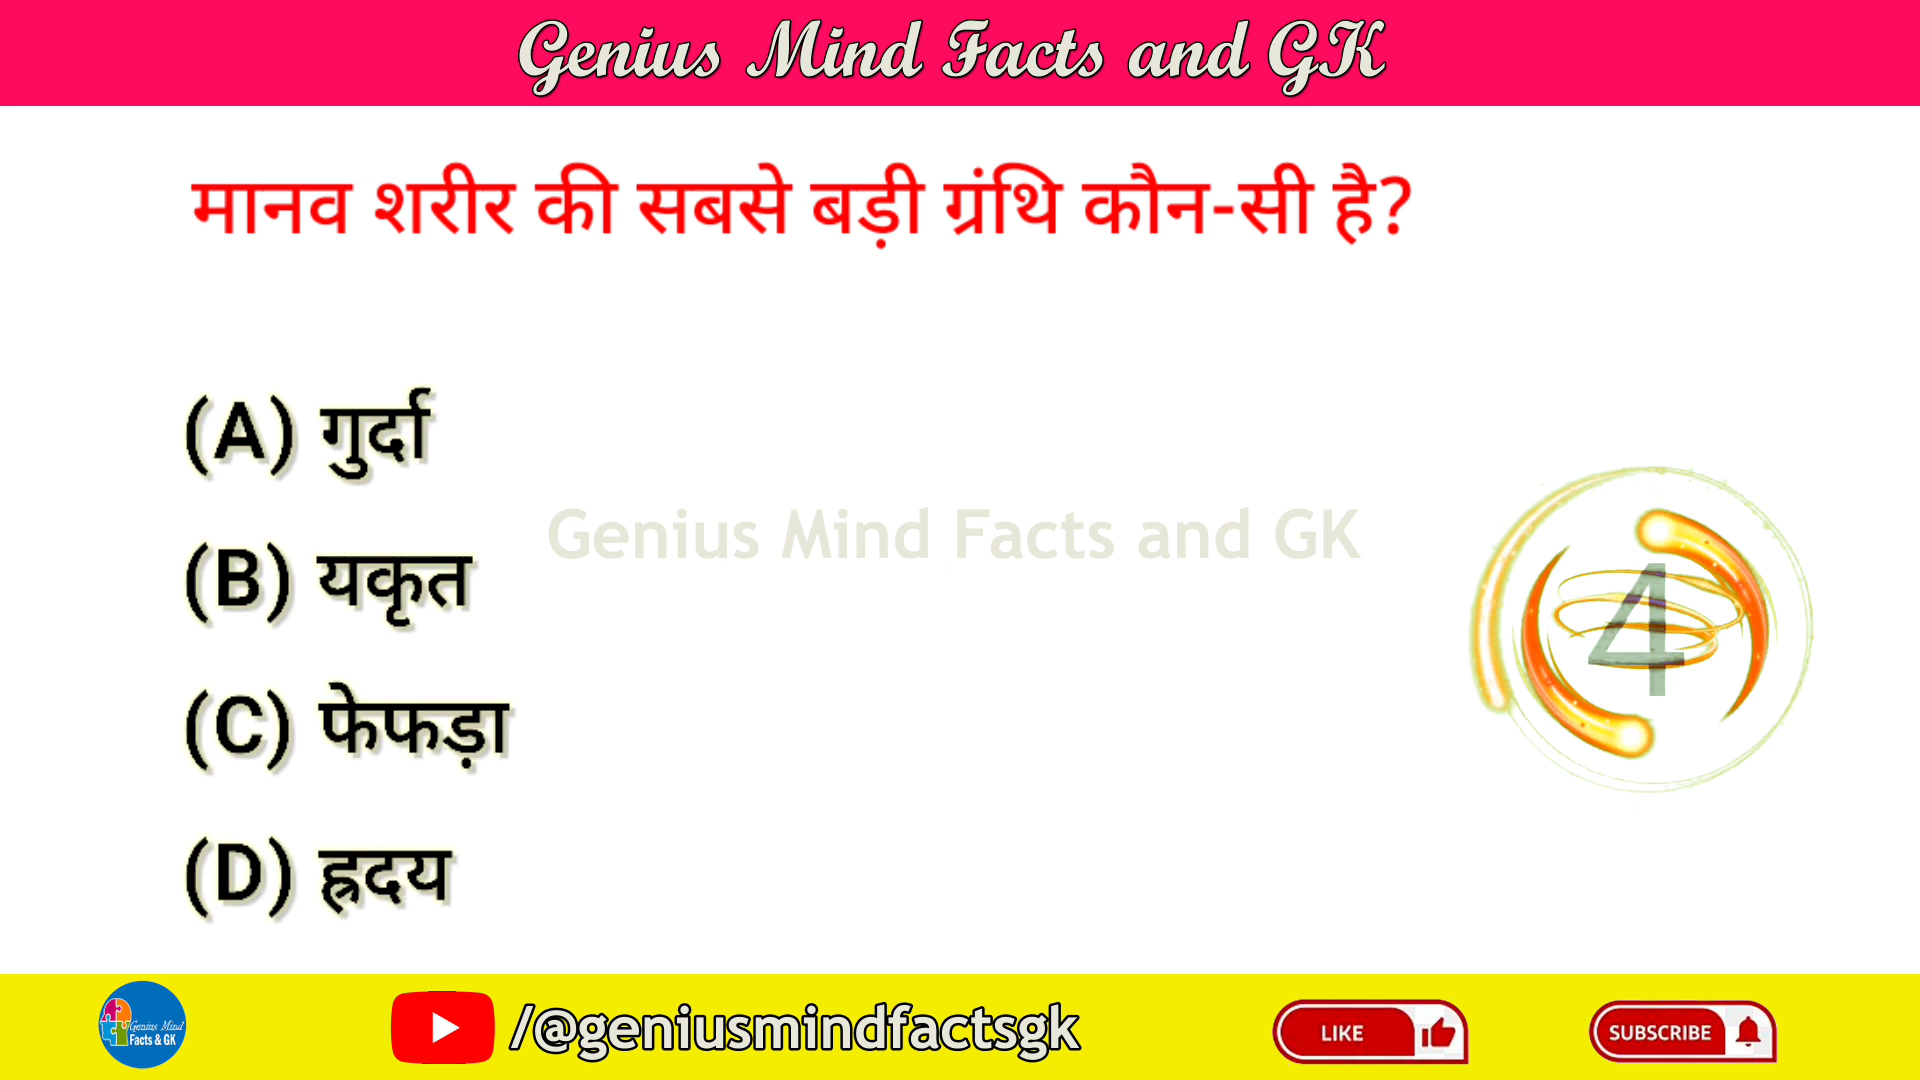 Genius Mind Facts and GK
मानव शरीर की सबसे बड़ी ग्रंथि कौन-सी है?
(A) गुर्दा
(B) यकृत
Genius Mind Facts and GK
4
(C) फेफड़ा
(D) ह्रदय
Genius Mind
Facts & GK
/@geniusmindfactsgk
LIKE
SUBSCRIBE